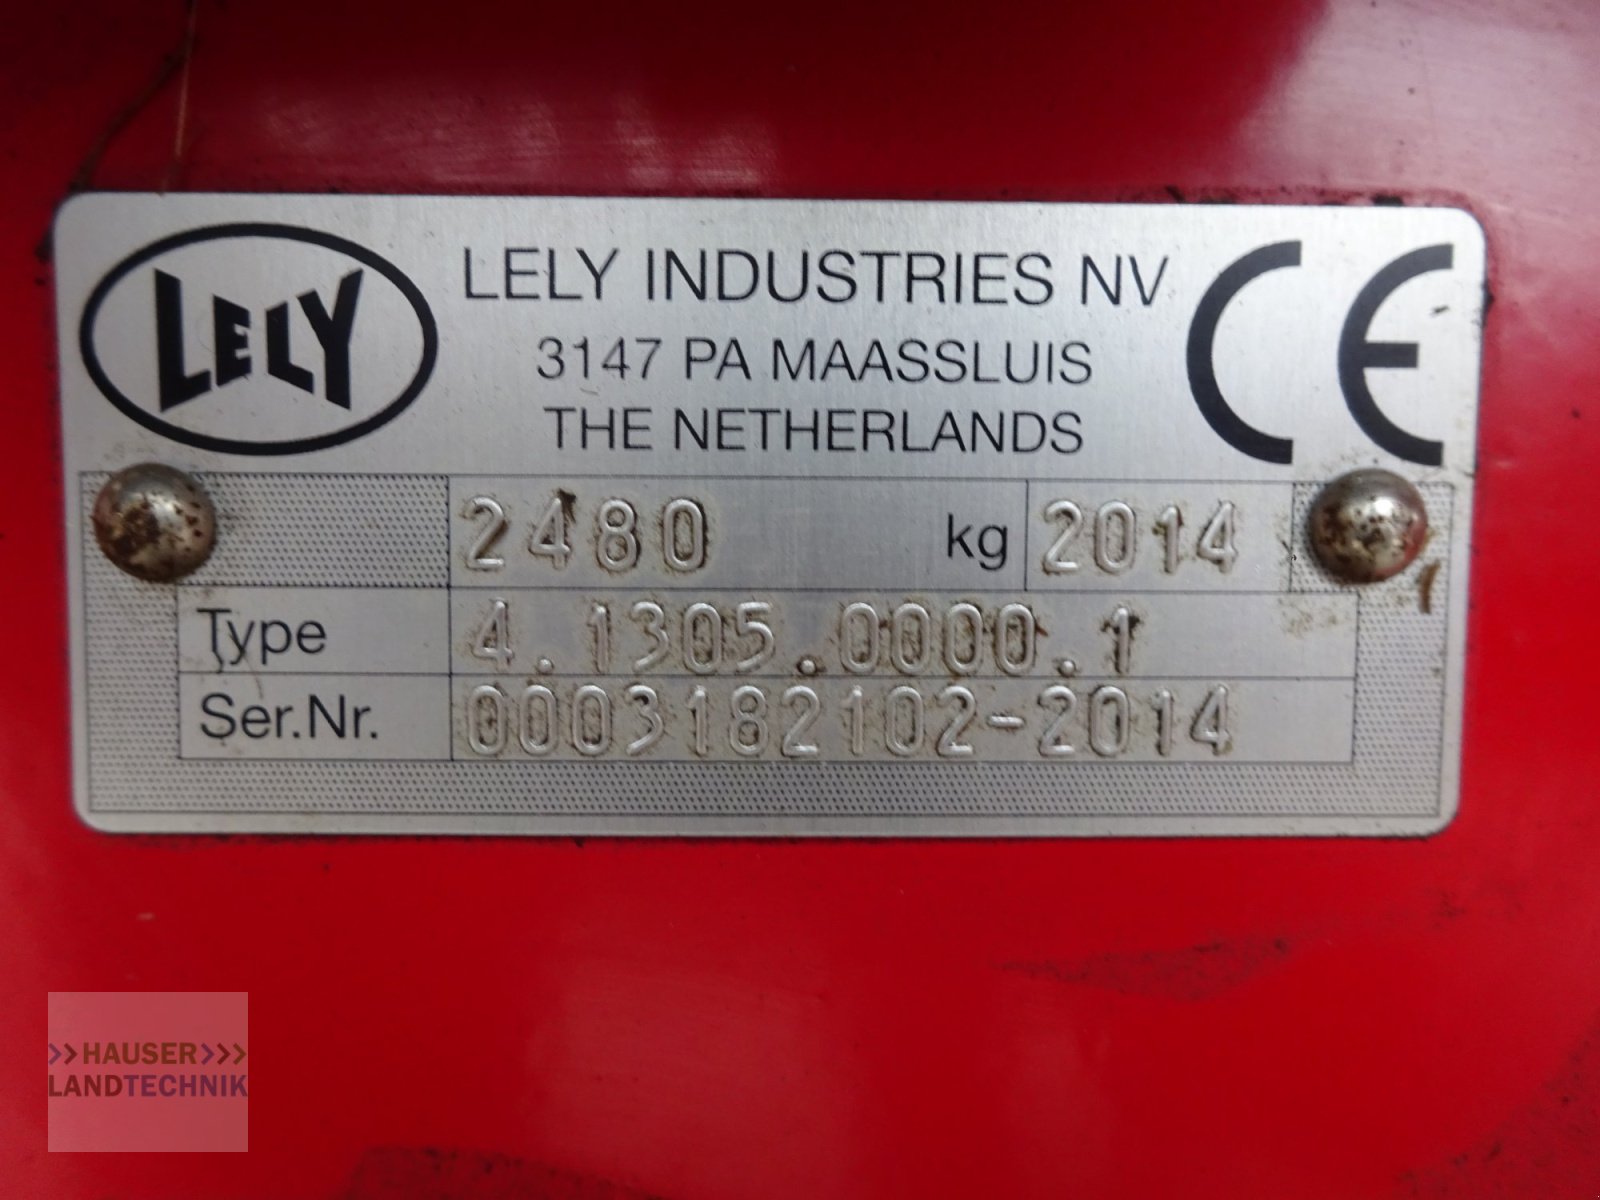 LELY
LELY INDUSTRIES NV
3147 PA MAASSLUIS
THE NETHERLANDS
CE
2480 kg 2014
Type 4.1305.0000.1
Ser.Nr. 0003182102-2014
>>HAUSER>>>
LANDTECHNIK